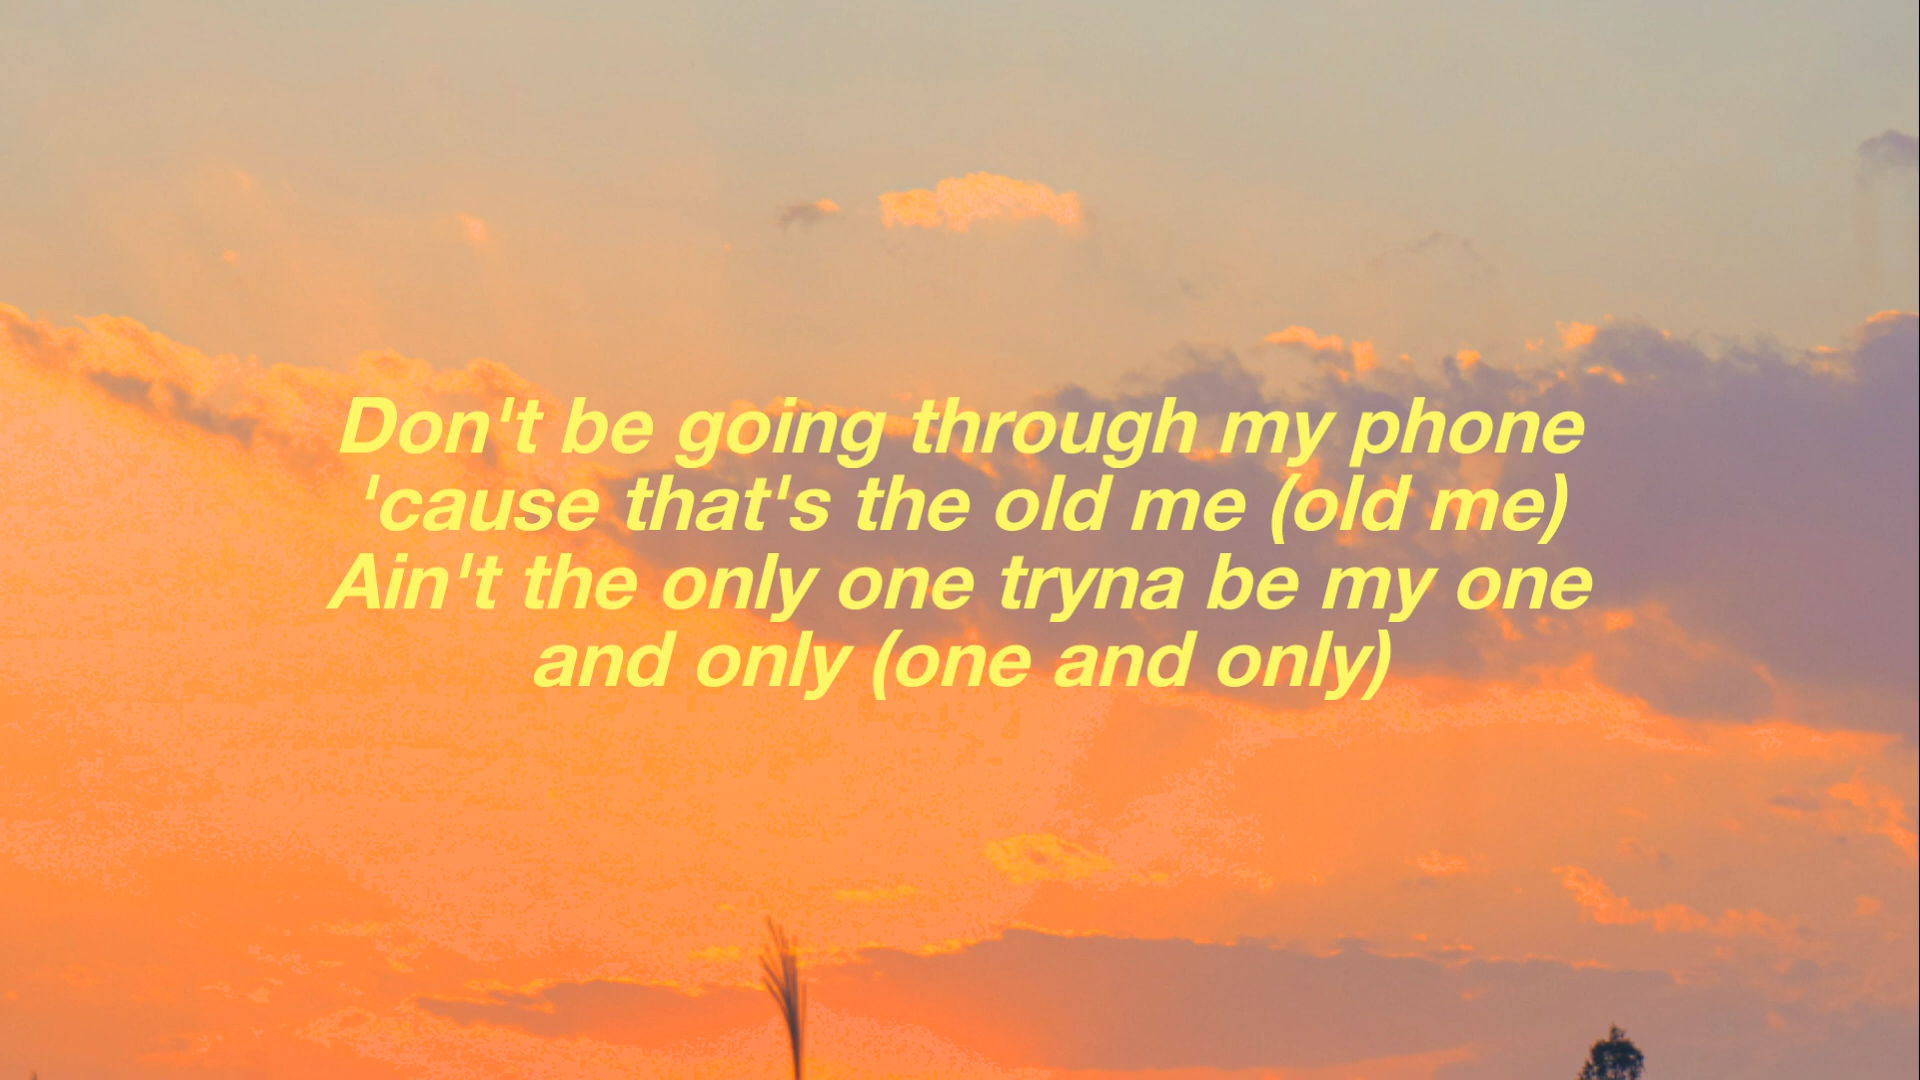 Don't be going through my phone
'cause that's the old me (old me)
Ain't the only one tryna be my one
and only (one and only)